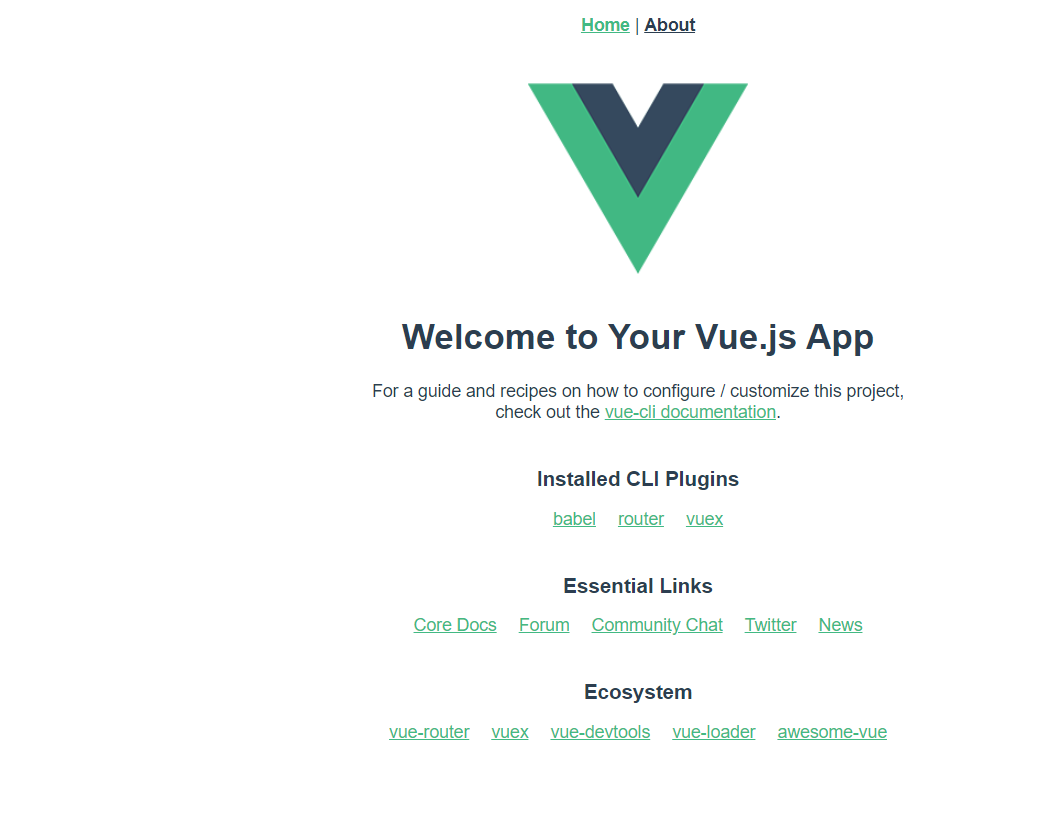 Home | About
Welcome to Your Vue.js App
For a guide and recipes on how to configure / customize this project,
check out the vue-cli documentation.
Installed CLI Plugins
babel router vuex
Essential Links
Core Docs Forum Community Chat Twitter News
Ecosystem
vue-router vuex vue-devtools vue-loader awesome-vue